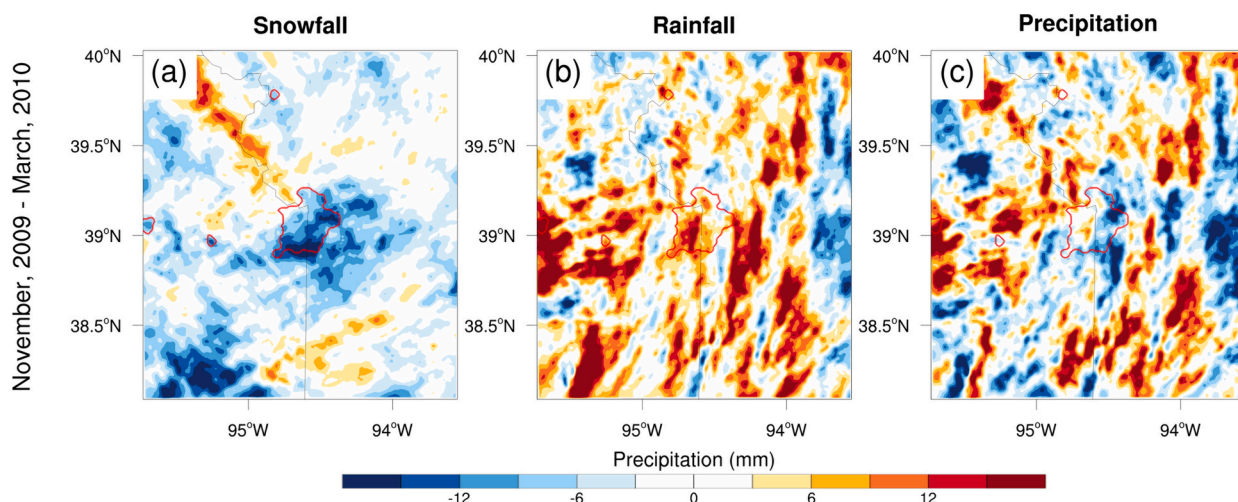 Snowfall Rainfall Precipitation
November, 2009 - March, 2010
40°N (a) 40°N (b) 40°N (c)
39.5°N 39.5°N 39.5°N
39°N 39°N 39°N
38.5°N 38.5°N 38.5°N
95°W 94°W 95°W 94°W 95°W 94°W
Precipitation (mm)
-12 -6 0 6 12